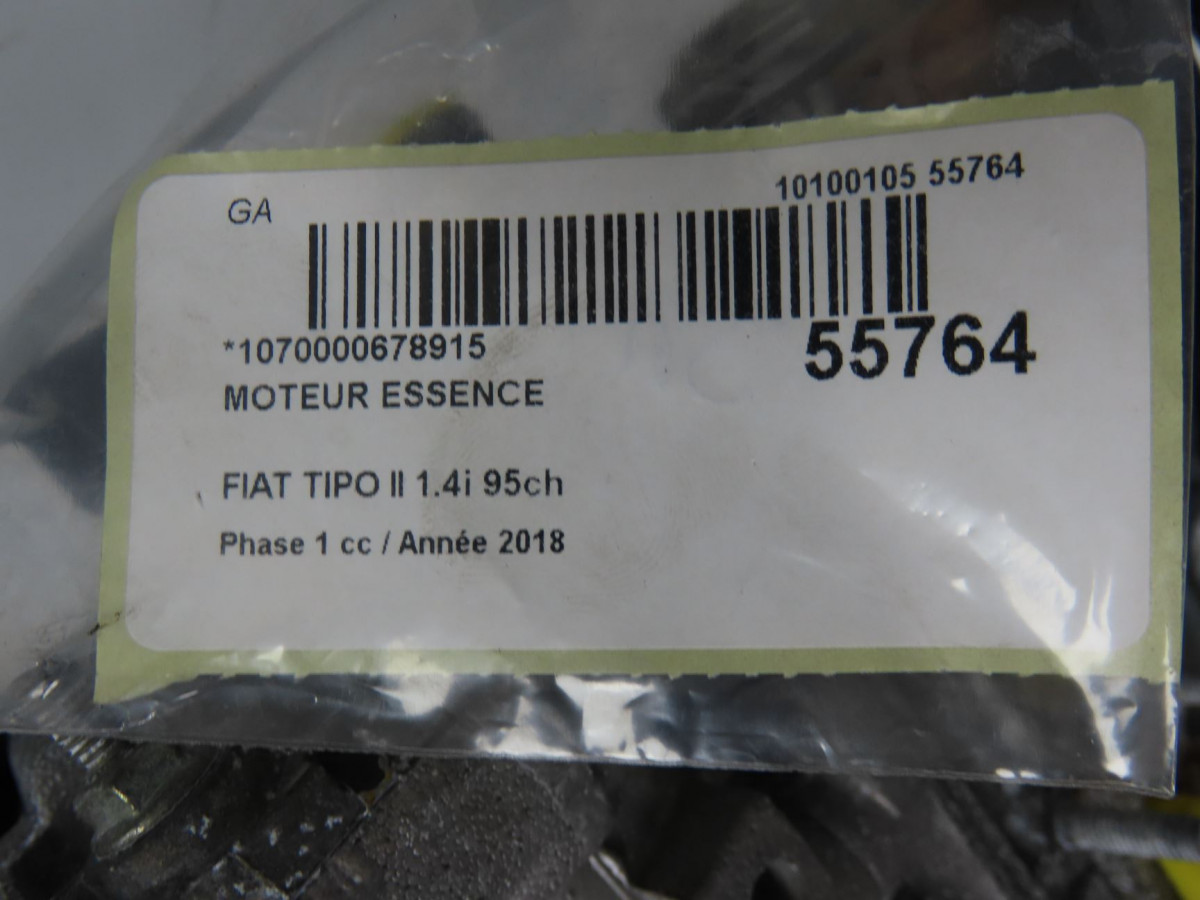 GA
10100105 55764
*1070000678915
55764
MOTEUR ESSENCE
FIAT TIPO II 1.4i 95ch
Phase 1 cc / Année 2018